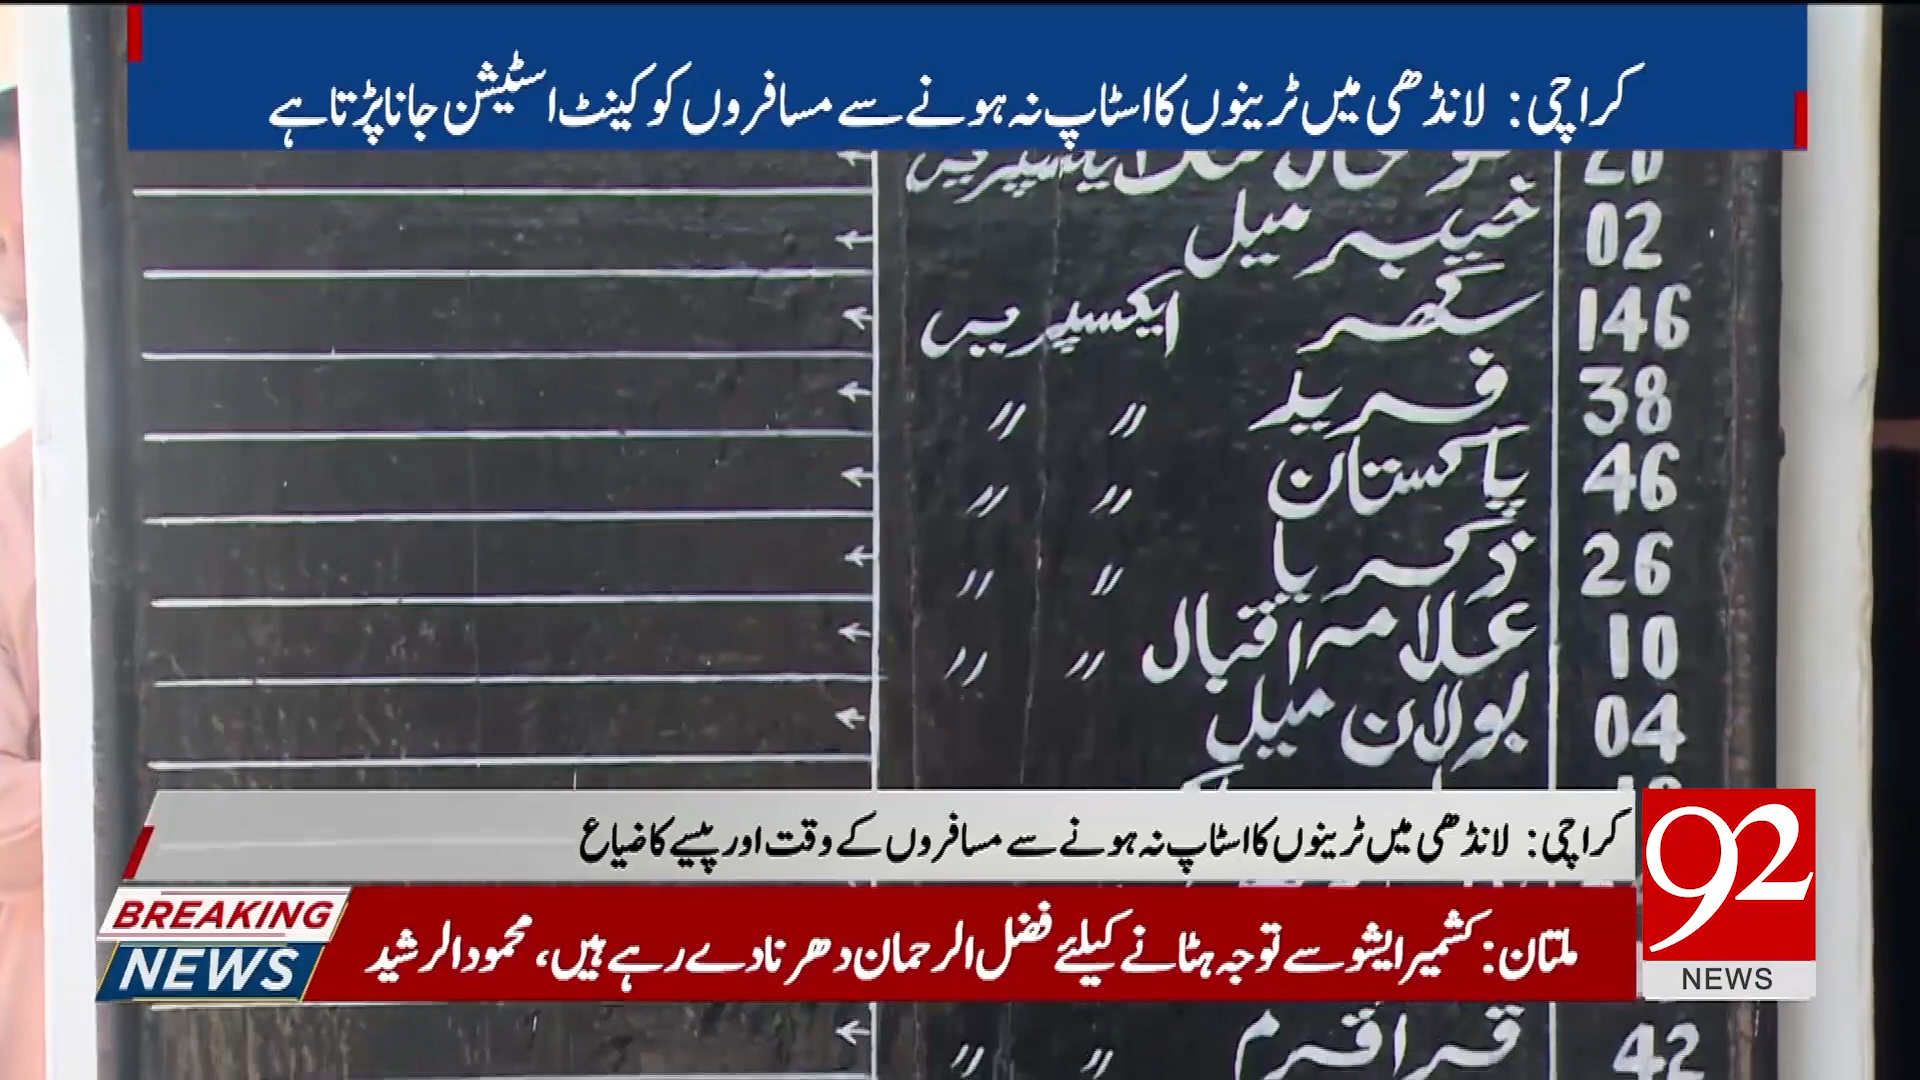 کراچی: لانڈھی میں ٹرینوں کا اسٹاپ نہ ہونے سے مسافروں کو کینٹ اسٹیشن جانا پڑتا ہے
20
02 خیبر میل
146 سکھر ایکسپریس
38 فرید " "
46 پاکستان " "
26 ذکریا " "
10 علامہ اقبال " "
04 بولان میل
کراچی: لانڈھی میں ٹرینوں کا اسٹاپ نہ ہونے سے مسافروں کے وقت اور پیسے کا ضیاع
BREAKING NEWS
ملتان: کشمیر ایشو سے توجہ ہٹانے کیلئے فضل الرحمان دھرنا دے رہے ہیں، محمود الرشید
92
NEWS
42 قراقرم " "